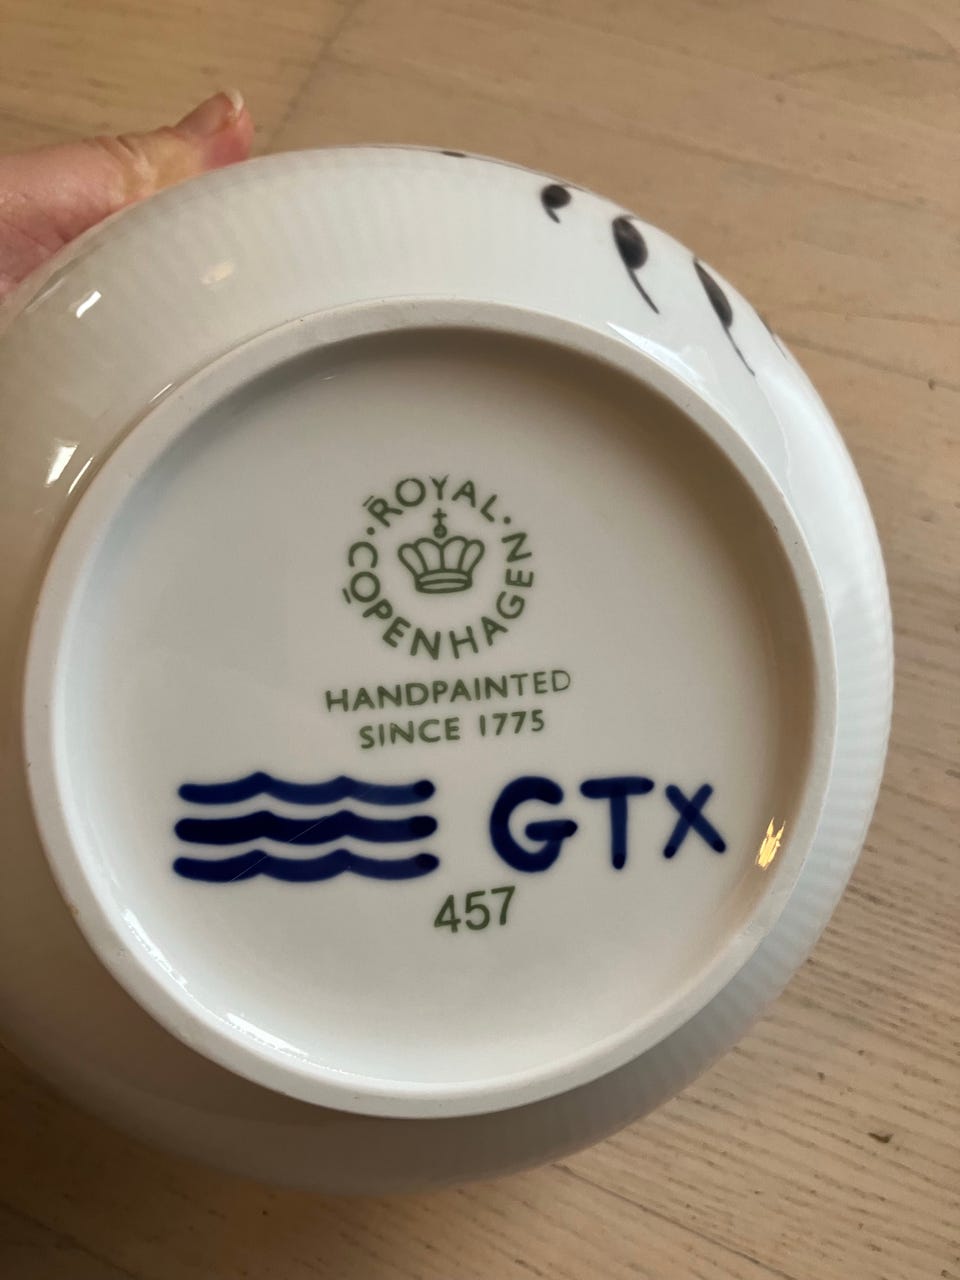 ROYAL
COPENHAGEN
HANDPAINTED
SINCE 1775
GTX
457